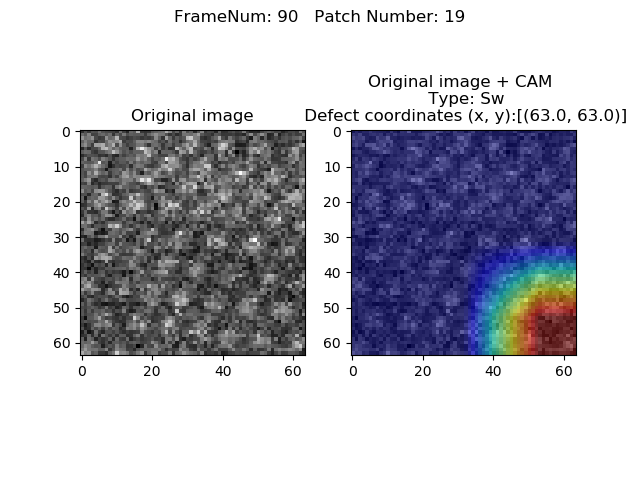 FrameNum: 90   Patch Number: 19
Original image
0
10
20
30
40
50
60
0 20 40 60
Original image + CAM
Type: Sw
Defect coordinates (x, y):[(63.0, 63.0)]
0
10
20
30
40
50
60
0 20 40 60